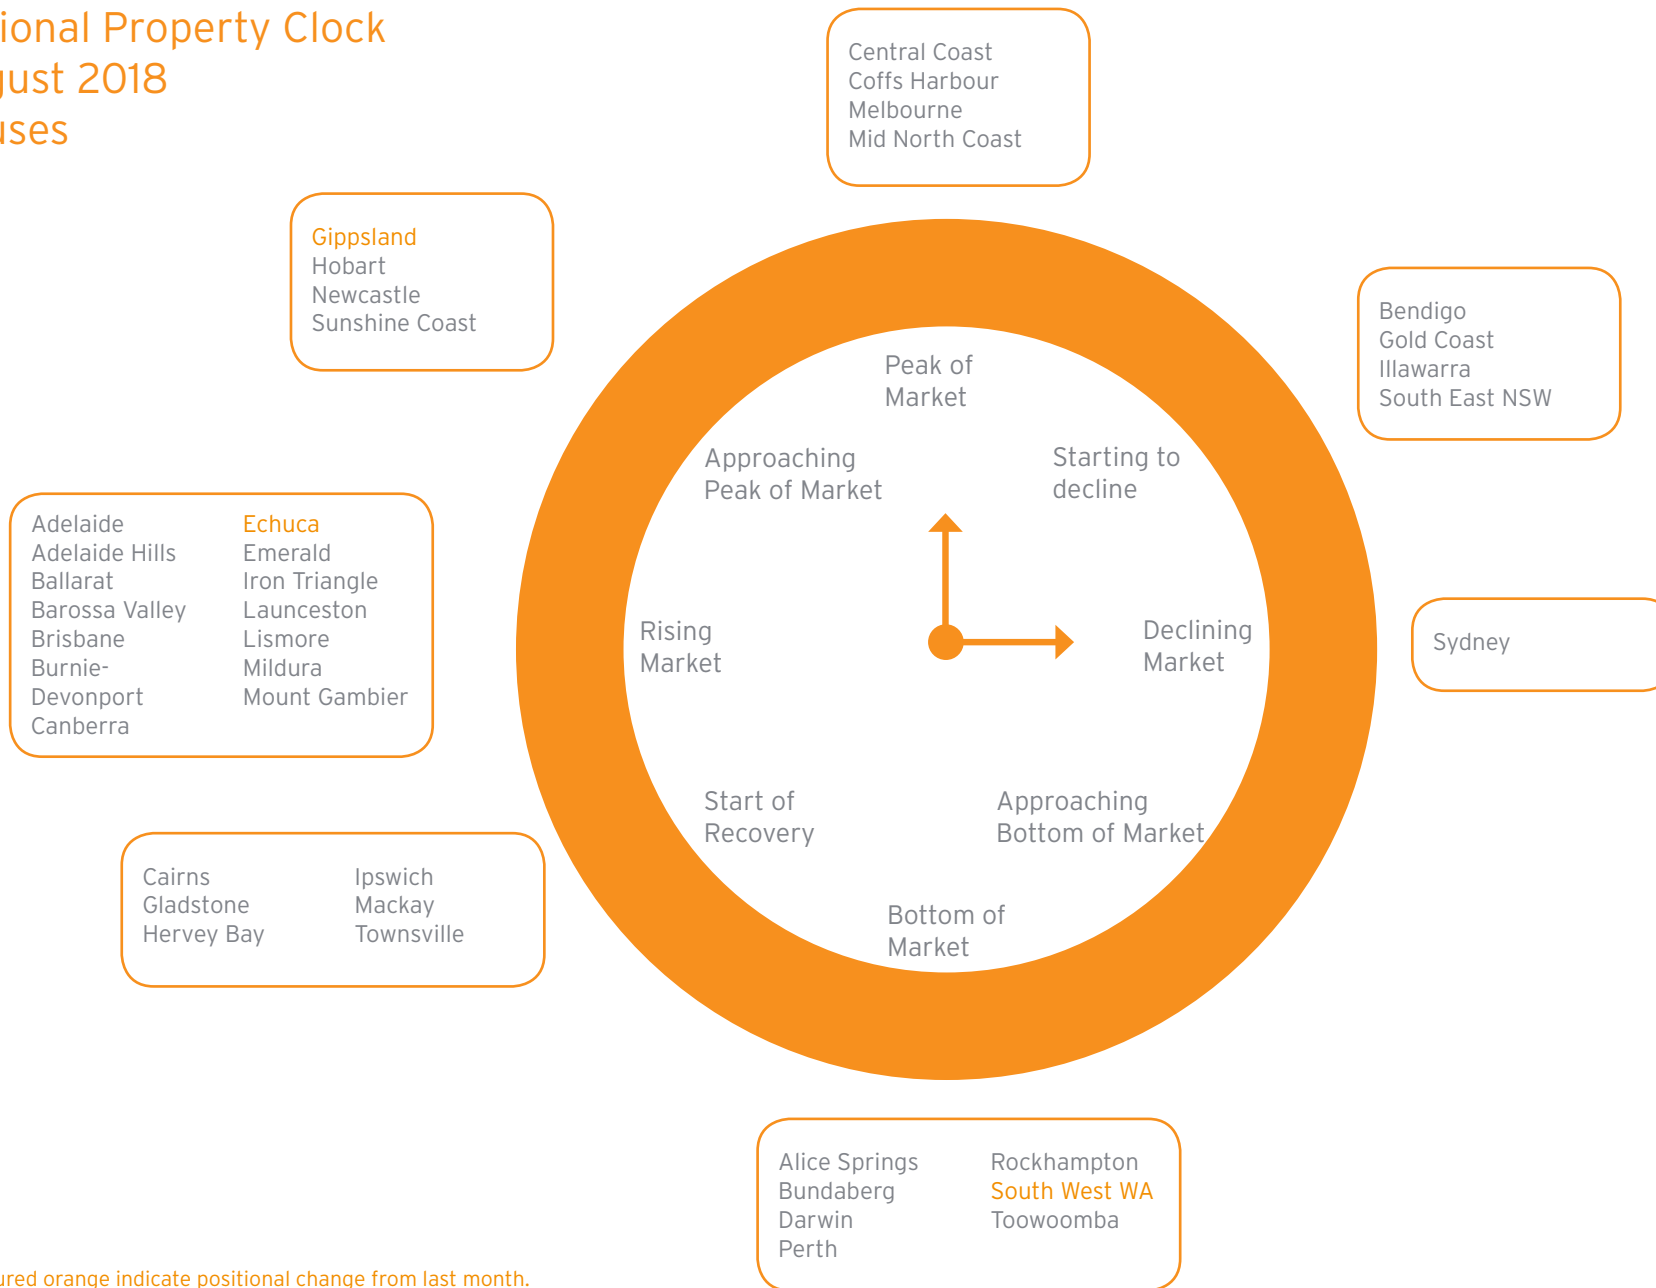 ional Property Clock
gust 2018
uses
Central Coast
Coffs Harbour
Melbourne
Mid North Coast
Gippsland
Hobart
Newcastle
Sunshine Coast
Bendigo
Gold Coast
Illawarra
South East NSW
Peak of
Market
Approaching
Peak of Market
Starting to
decline
Adelaide
Adelaide Hills
Ballarat
Barossa Valley
Brisbane
Burnie-
Devonport
Canberra
Echuca
Emerald
Iron Triangle
Launceston
Lismore
Mildura
Mount Gambier
Rising
Market
Declining
Market
Sydney
Start of
Recovery
Approaching
Bottom of Market
Cairns
Gladstone
Hervey Bay
Ipswich
Mackay
Townsville
Bottom of
Market
Alice Springs
Bundaberg
Darwin
Perth
Rockhampton
South West WA
Toowoomba
ured orange indicate positional change from last month.